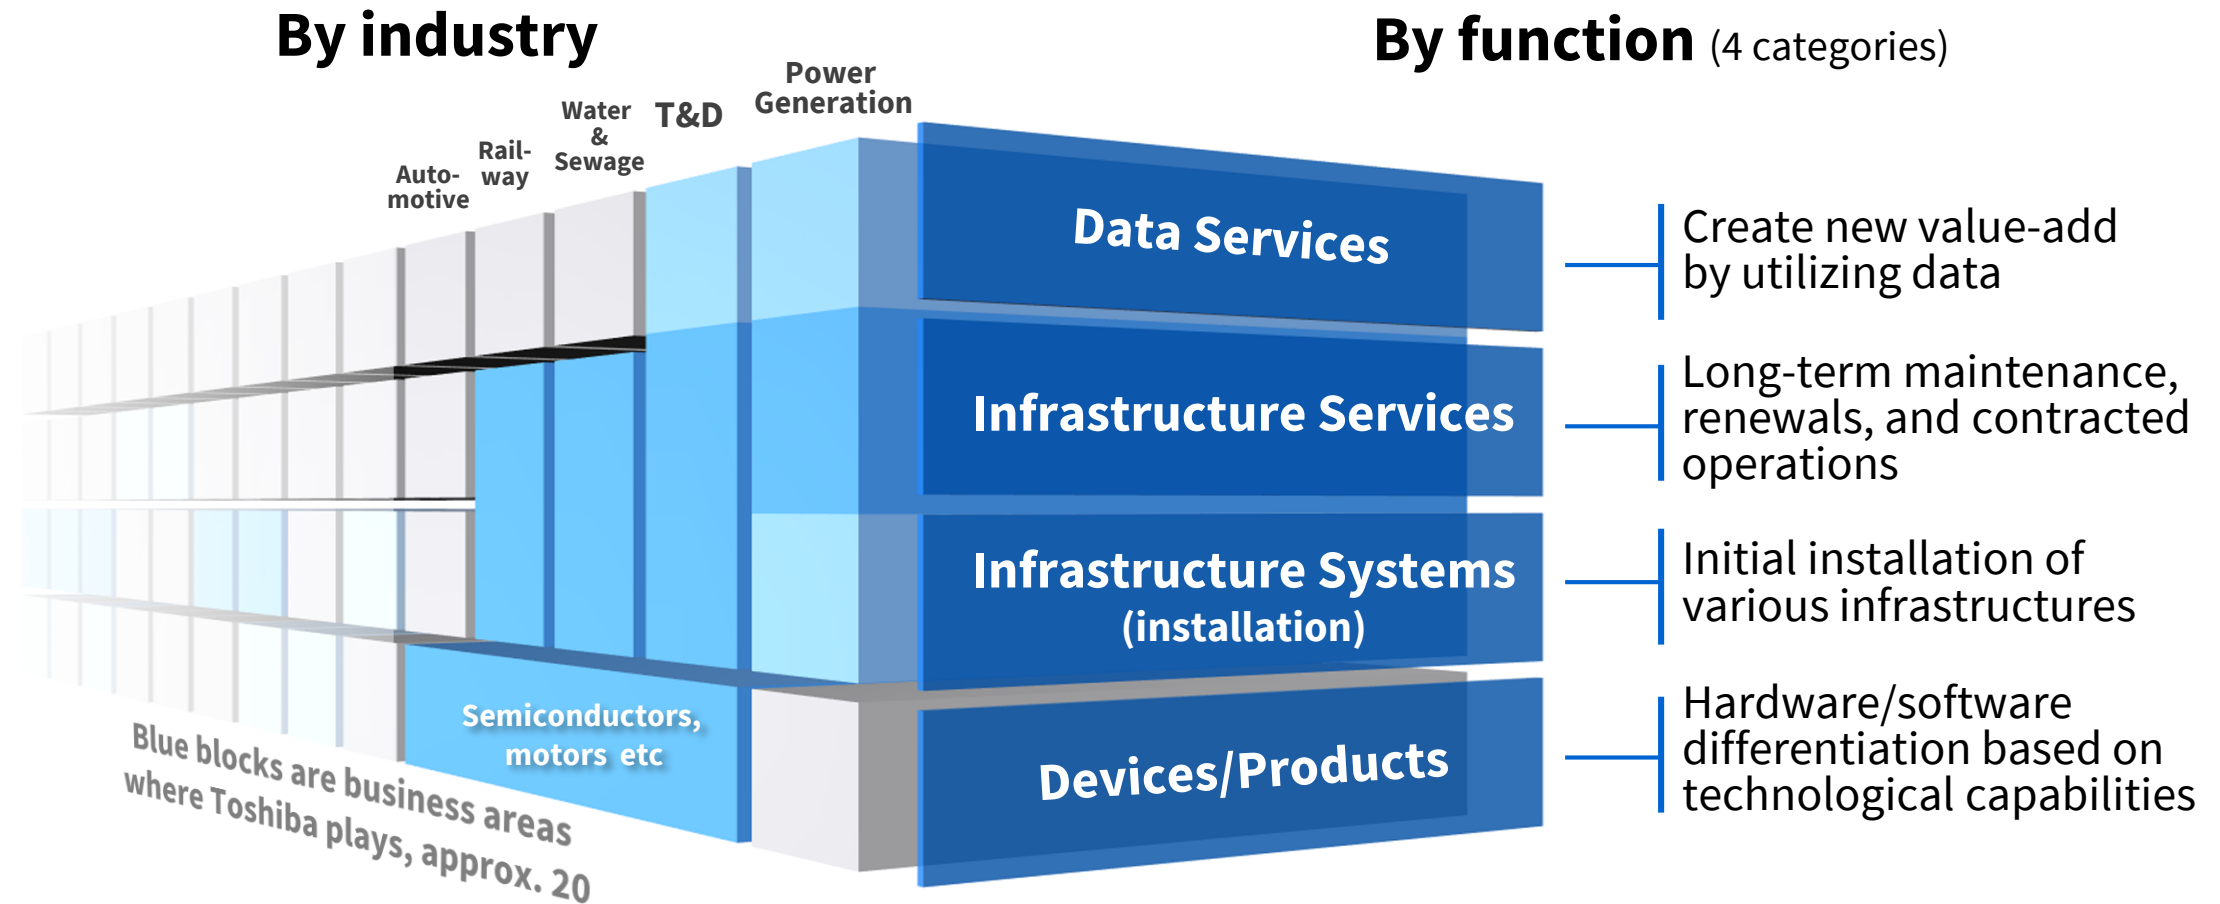 By industry
By function (4 categories)
Power
Generation
T&D
Water
&
Sewage
Rail-
way
Auto-
motive
Data Services
Create new value-add
by utilizing data
Infrastructure Services
Long-term maintenance,
renewals, and contracted
operations
Infrastructure Systems
(installation)
Initial installation of
various infrastructures
Devices/Products
Hardware/software
differentiation based on
technological capabilities
Semiconductors,
motors etc
Blue blocks are business areas
where Toshiba plays, approx. 20